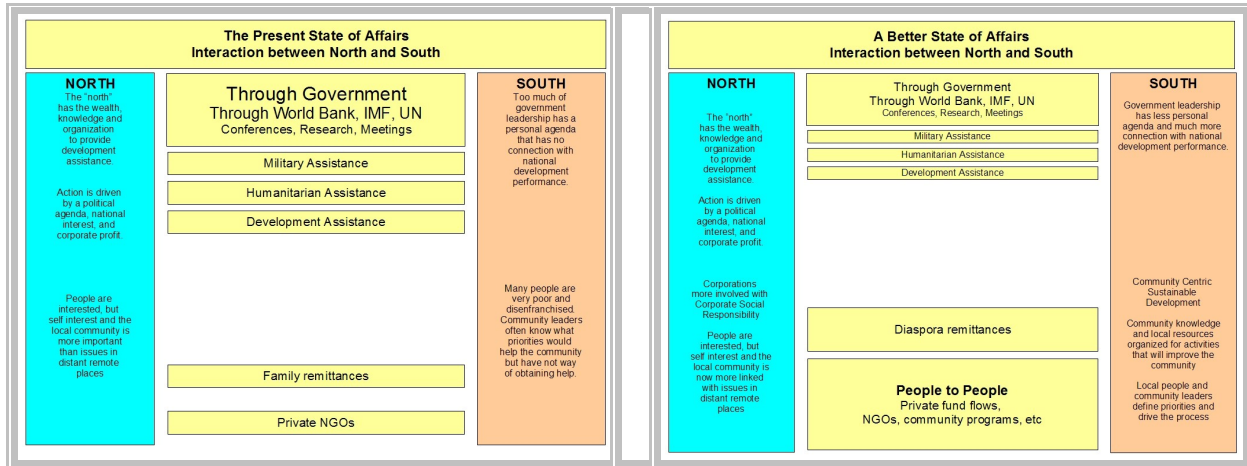 The Present State of Affairs
Interaction between North and South
NORTH
The "north"
has the wealth,
knowledge and
organization
to provide
development
assistance.
Action is driven
by a political
agenda, national
interest, and
corporate profit.
People are
interested, but
self interest and the
local community is
more important
than issues in
distant remote
places
Through Government
Through World Bank, IMF, UN
Conferences, Research, Meetings
Military Assistance
Humanitarian Assistance
Development Assistance
Family remittances
Private NGOs
SOUTH
Too much of
government
leadership has a
personal agenda
that has no
connection with
national
development
performance.
Many people are
very poor and
disenfranchised.
Community leaders
often know what
priorities would
help the community
but have not way
of obtaining help.
A Better State of Affairs
Interaction between North and South
NORTH
The "north"
has the wealth,
knowledge and
organization
to provide
development
assistance.
Action is driven
by a political
agenda, national
interest, and
corporate profit.
Corporations
more involved with
Corporate Social
Responsibility
People are
interested, but
self interest and the
local community is
now more linked
with issues in
distant remote
places
Through Government
Through World Bank, IMF, UN
Conferences, Research, Meetings
Military Assistance
Humanitarian Assistance
Development Assistance
Diaspora remittances
People to People
Private fund flows,
NGOs, community programs, etc
SOUTH
Government leadership
has less personal
agenda and much more
connection with national
development performance.
Community Centric
Sustainable
Development
Community knowledge
and local resources
organized for activities
that will improve the
community
Local people and
community leaders
define priorities and
drive the process